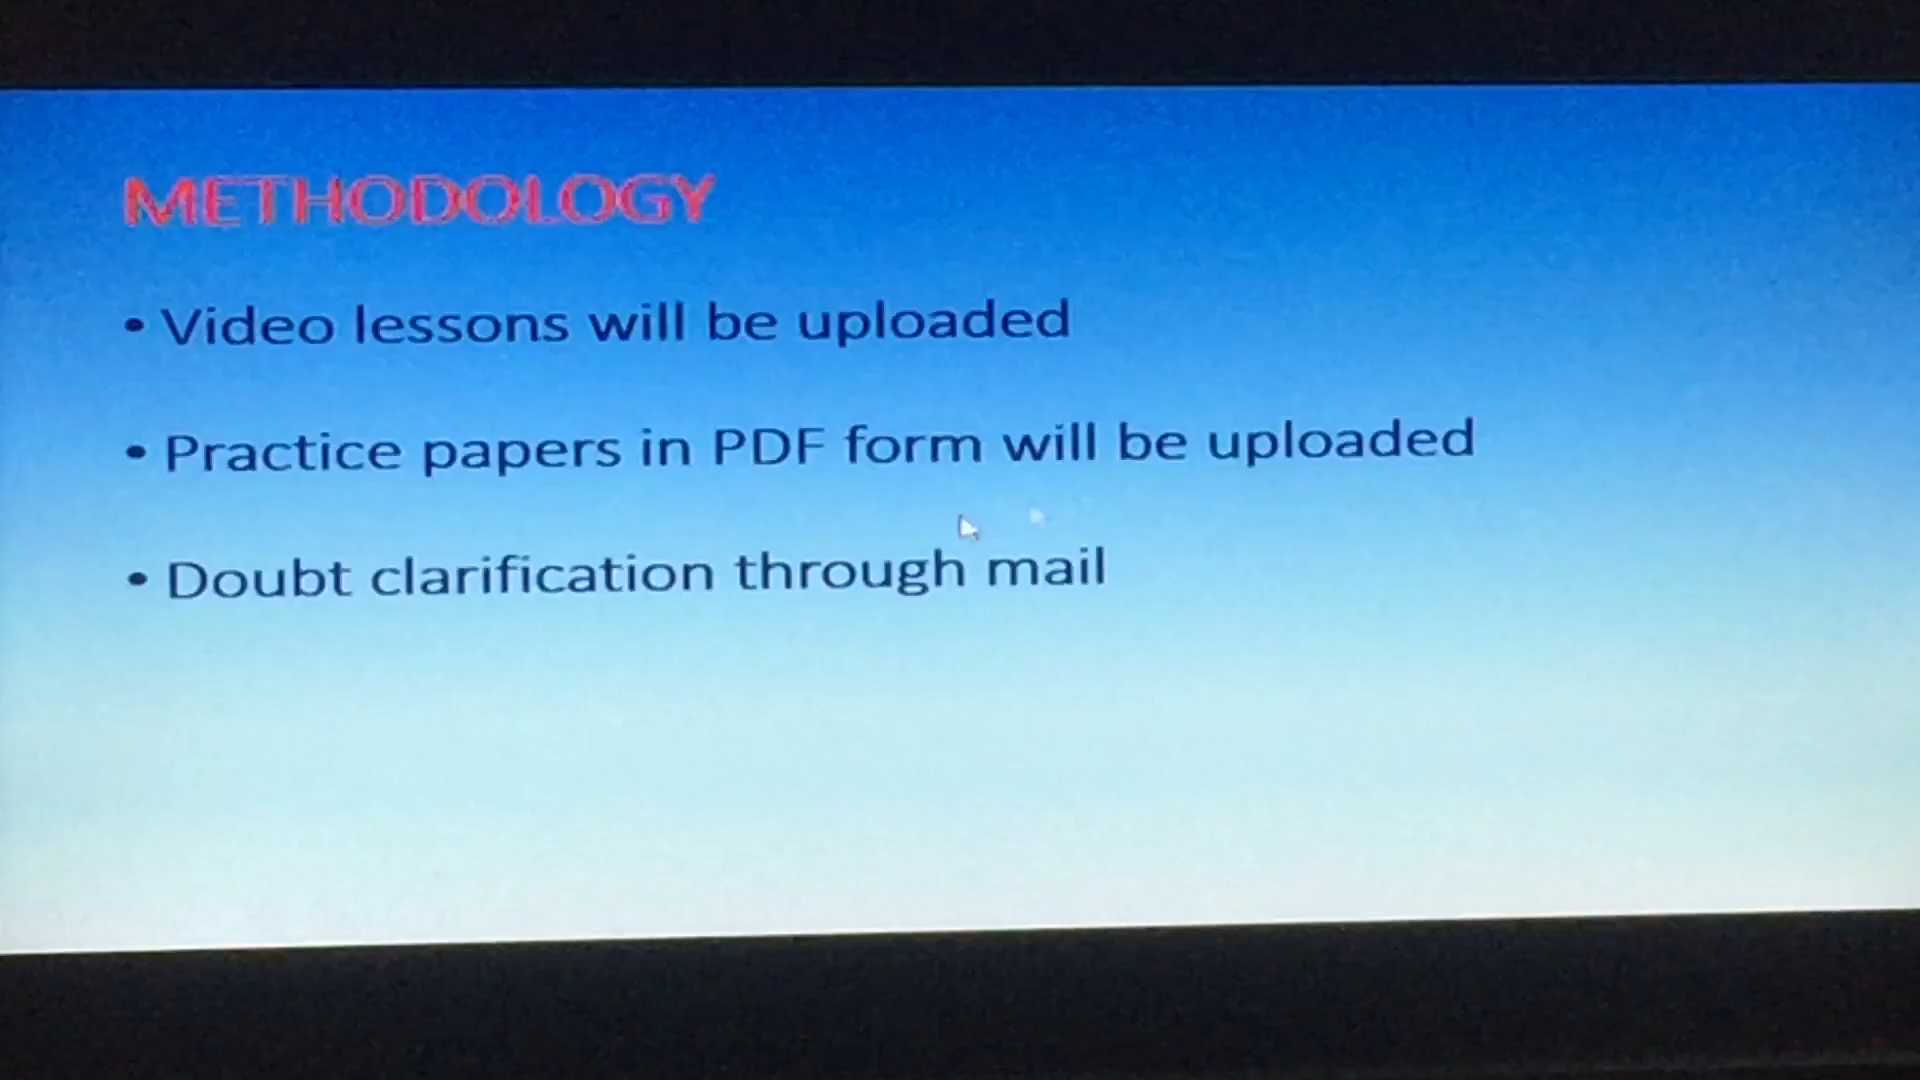 METHODOLOGY
• Video lessons will be uploaded
• Practice papers in PDF form will be uploaded
• Doubt clarification through mail